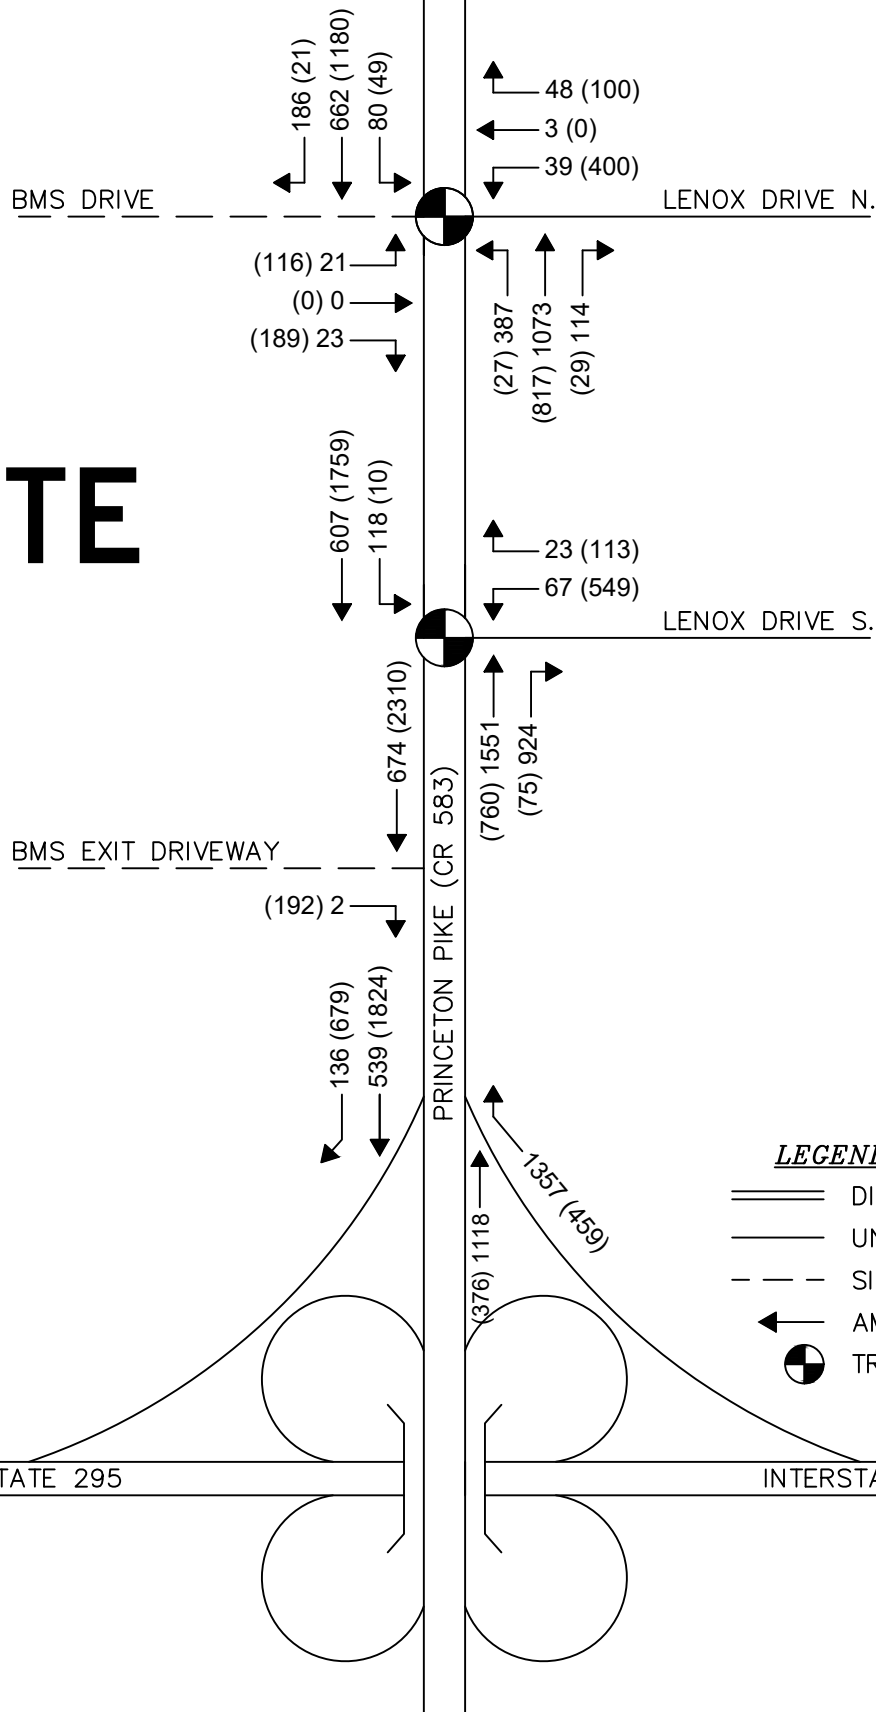 186 (21)
662 (1180)
80 (49)
48 (100)
3 (0)
39 (400)
BMS DRIVE
LENOX DRIVE N.
(116) 21
(0) 0
(189) 23
(27) 387
(817) 1073
(29) 114
TE
607 (1759)
118 (10)
23 (113)
67 (549)
LENOX DRIVE S.
674 (2310)
(760) 1551
(75) 924
PRINCETON PIKE (CR 583)
BMS EXIT DRIVEWAY
(192) 2
136 (679)
539 (1824)
1357 (459)
(376) 1118
LEGEN
DI
UN
SI
AM
TR
TATE 295
INTERSTA